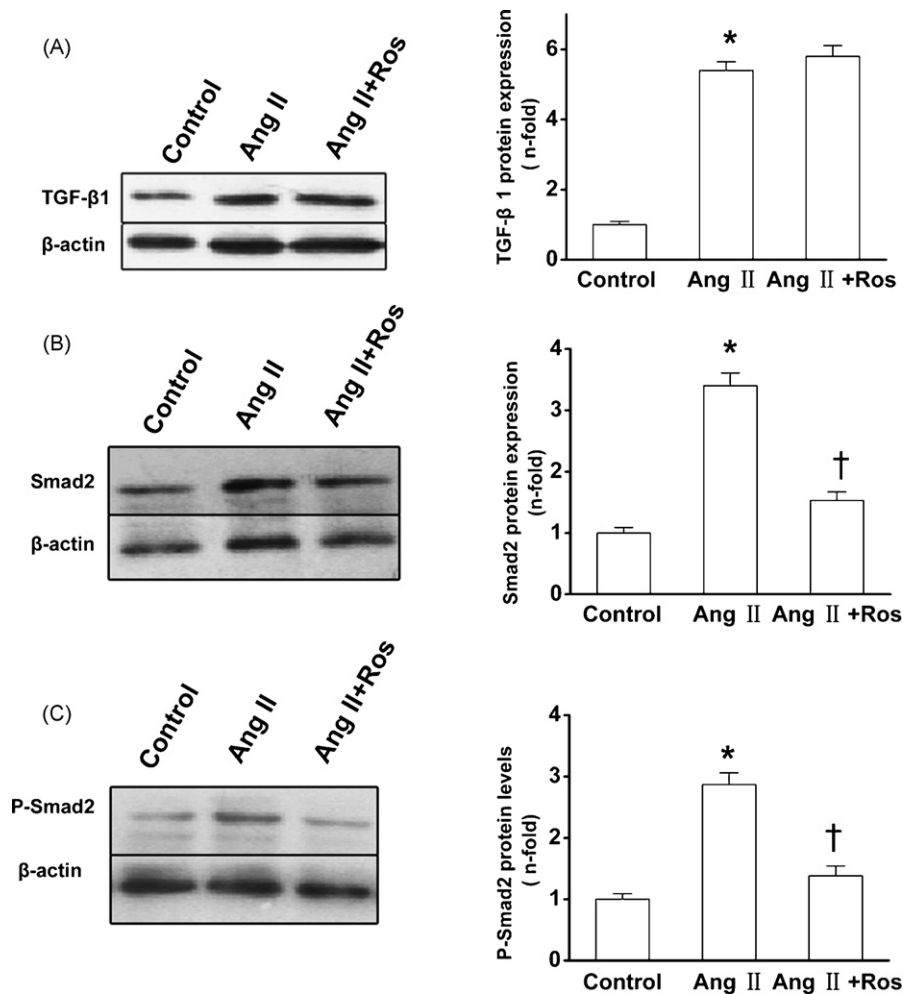 (A)
Control
Ang II
Ang II+Ros
TGF-β1
β-actin
TGF-β 1 protein expression
( n-fold)
6
4
2
0
*
Control
Ang Ⅱ
Ang Ⅱ +Ros
(B)
Control
Ang II
Ang II+Ros
Smad2
β-actin
Smad2 protein expression
(n-fold)
4
3
2
1
0
*
†
Control
Ang Ⅱ
Ang Ⅱ +Ros
(C)
Control
Ang II
Ang II+Ros
P-Smad2
β-actin
P-Smad2 protein levels
( n-fold)
4
3
2
1
0
*
†
Control
Ang Ⅱ
Ang Ⅱ +Ros